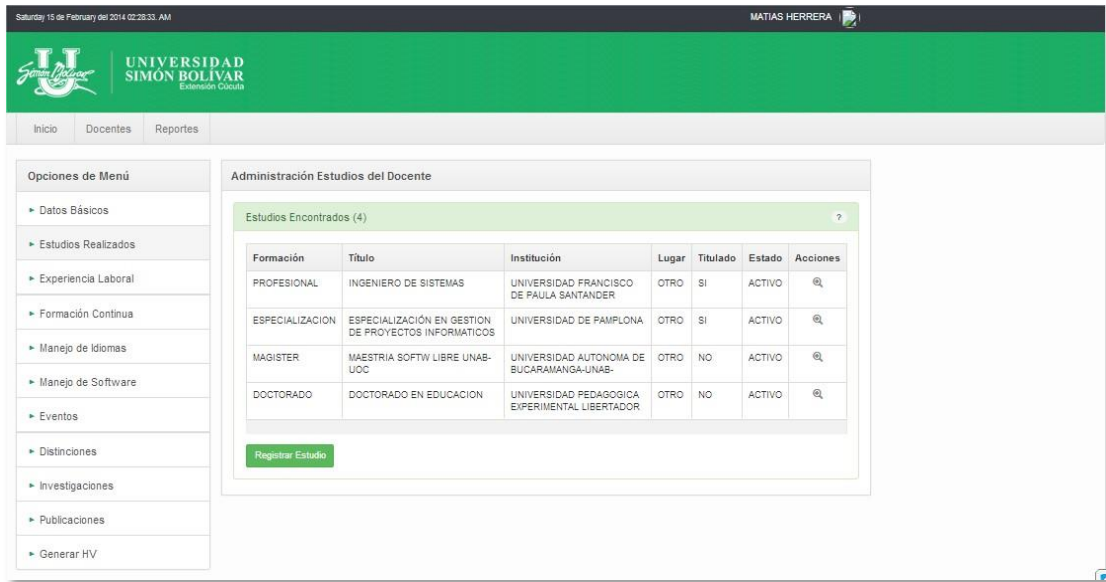 Saturday 15 de February del 2014 02:28:33. AM
MATIAS HERRERA
Simón Bolívar
UNIVERSIDAD
SIMÓN BOLÍVAR
Extensión Cúcuta
Inicio Docentes Reportes
Opciones de Menú
Datos Básicos
Estudios Realizados
Experiencia Laboral
Formación Continua
Manejo de Idiomas
Manejo de Software
Eventos
Distinciones
Investigaciones
Publicaciones
Generar HV
Administración Estudios del Docente
Estudios Encontrados (4) ?
Formación Título Institución Lugar Titulado Estado Acciones
PROFESIONAL INGENIERO DE SISTEMAS UNIVERSIDAD FRANCISCO OTRO SI ACTIVO
DE PAULA SANTANDER
ESPECIALIZACION ESPECIALIZACIÓN EN GESTION UNIVERSIDAD DE PAMPLONA OTRO SI ACTIVO
DE PROYECTOS INFORMATICOS
MAGISTER MAESTRIA SOFTW LIBRE UNAB- UNIVERSIDAD AUTONOMA DE OTRO NO ACTIVO
UOC BUCARAMANGA-UNAB-
DOCTORADO DOCTORADO EN EDUCACION UNIVERSIDAD PEDAGOGICA OTRO NO ACTIVO
EXPERIMENTAL LIBERTADOR
Registrar Estudio